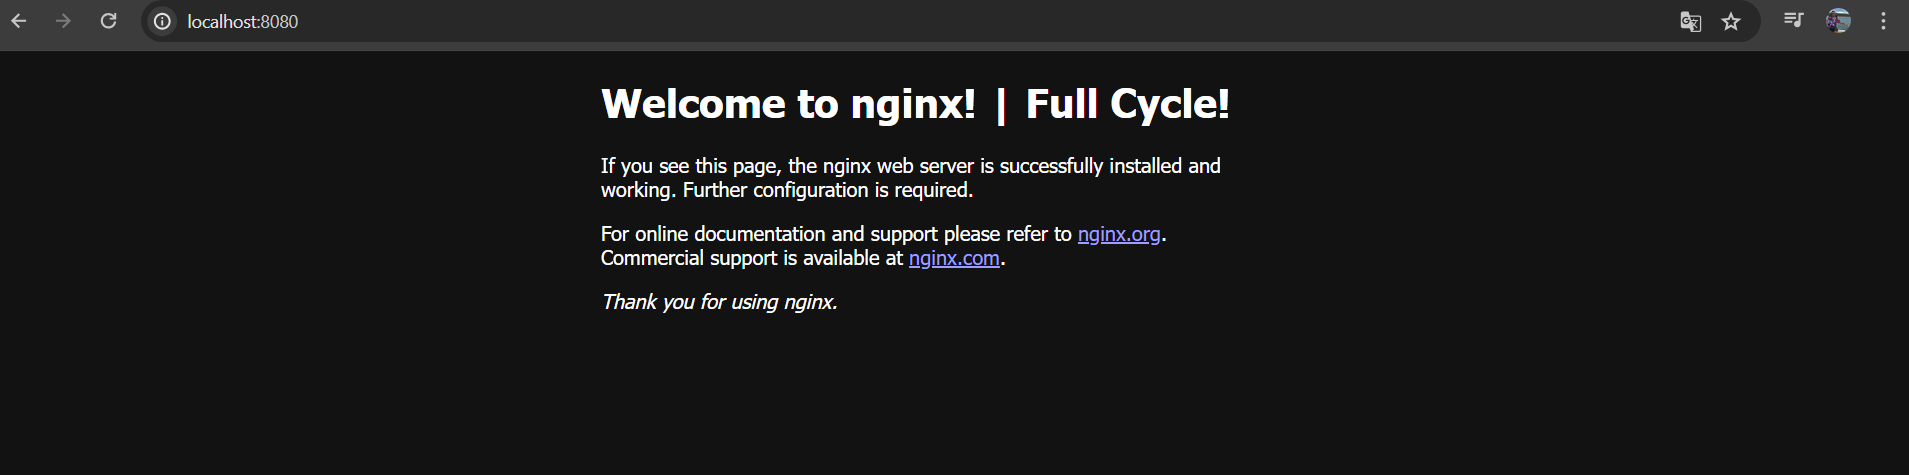 localhost:8080
Welcome to nginx! | Full Cycle!
If you see this page, the nginx web server is successfully installed and
working. Further configuration is required.
For online documentation and support please refer to nginx.org.
Commercial support is available at nginx.com.
Thank you for using nginx.